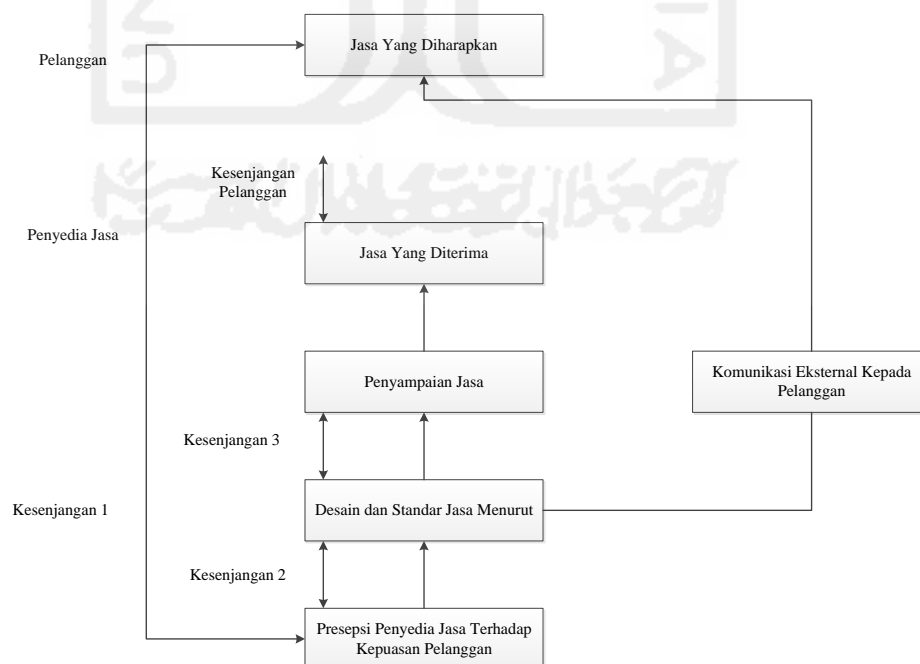 Jasa Yang Diharapkan
Pelanggan
Kesenjangan
Pelanggan
Penyedia Jasa
Jasa Yang Diterima
Penyampaian Jasa
Komunikasi Eksternal Kepada
Pelanggan
Kesenjangan 3
Kesenjangan 1
Desain dan Standar Jasa Menurut
Kesenjangan 2
Presepsi Penyedia Jasa Terhadap
Kepuasan Pelanggan